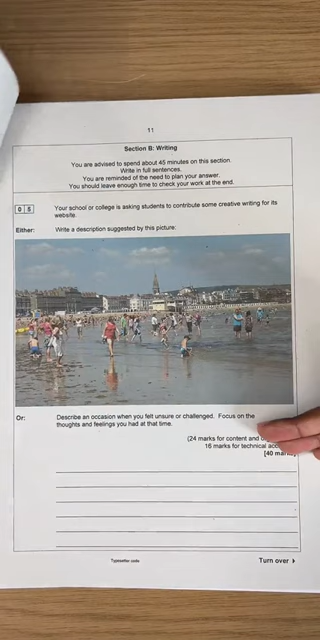 11
Section B: Writing
You are advised to spend about 45 minutes on this section.
Write in full sentences.
You are reminded of the need to plan your answer.
You should leave enough time to check your work at the end.
0 5 Your school or college is asking students to contribute some creative writing for its
website.
Either: Write a description suggested by this picture:
Or: Describe an occasion when you felt unsure or challenged. Focus on the
thoughts and feelings you had at that time.
(24 marks for content and
16 marks for technical
[40
Typesetter code
Turn over